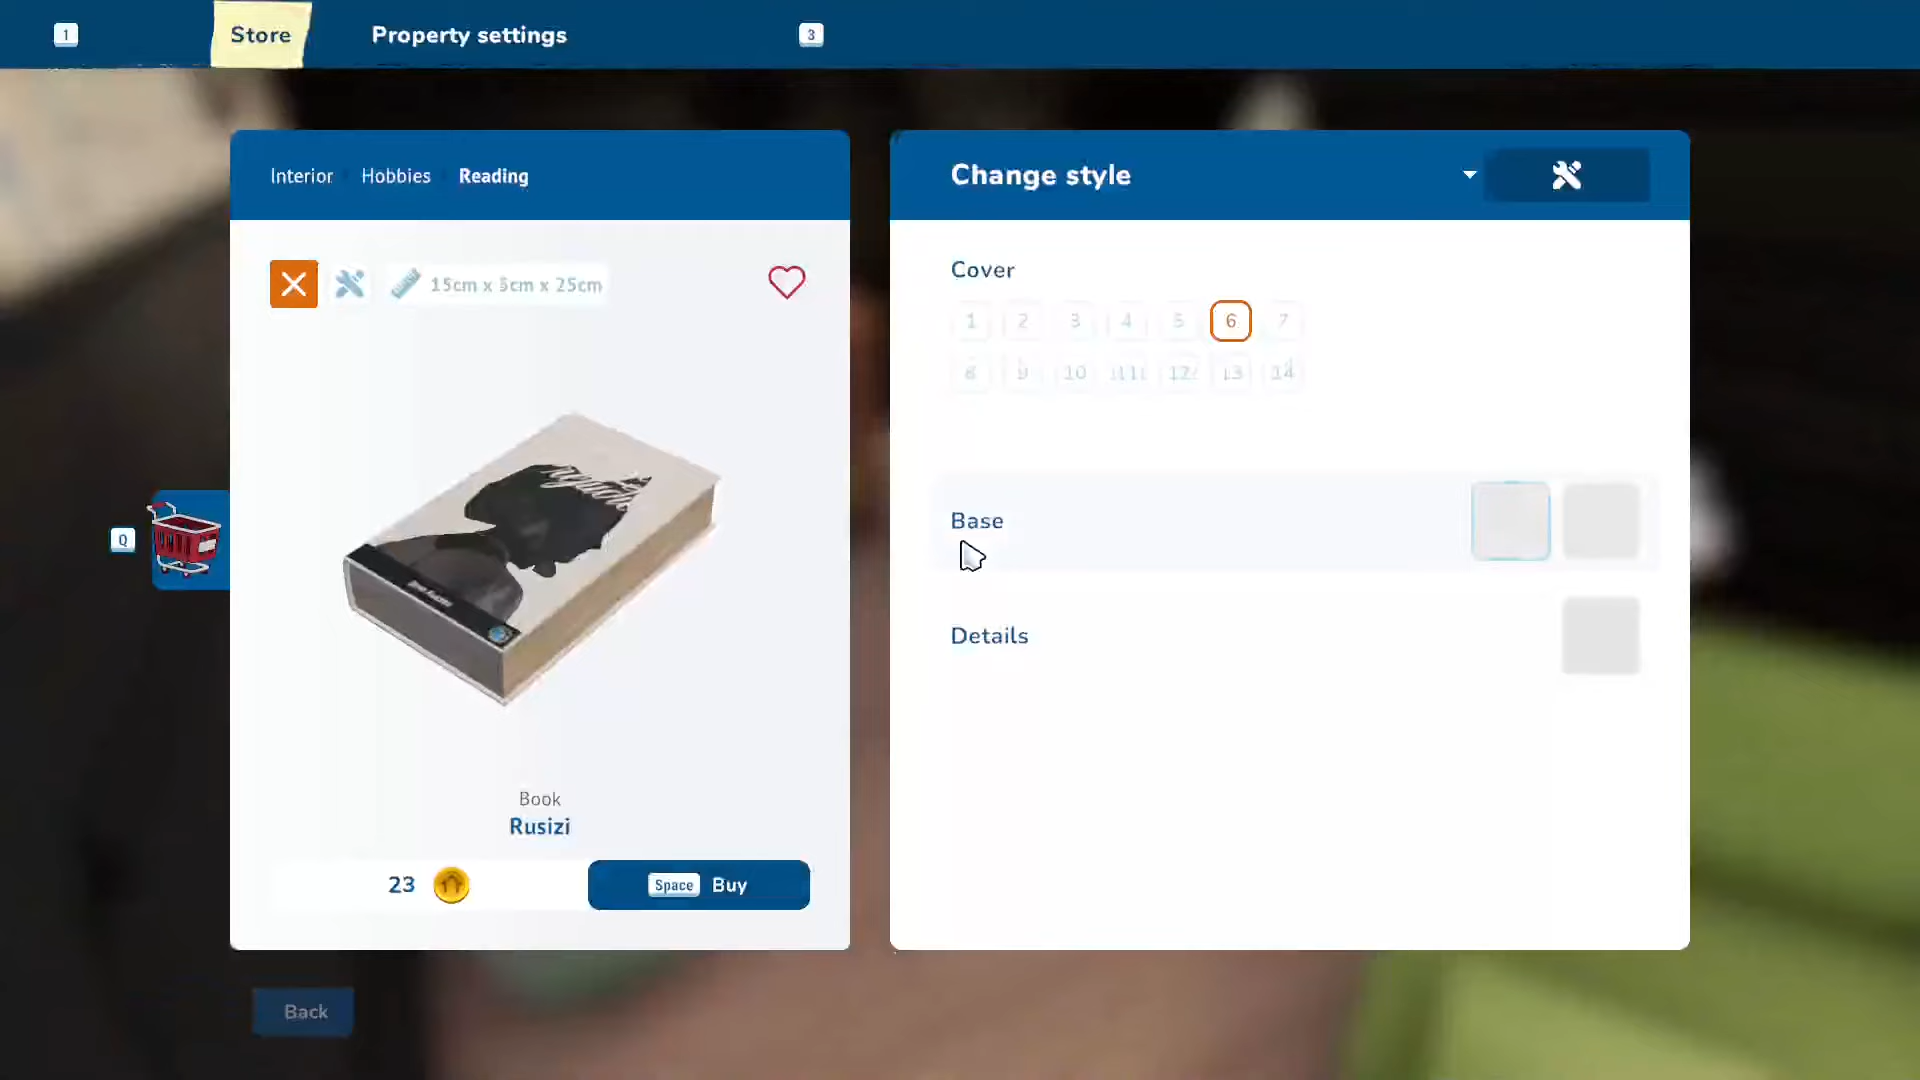 1
Store
Property settings
3
Interior
Hobbies
Reading
Change style
15cm x 3cm x 25cm
Cover
1 2 3 4 5 6 7
8 9 10 11 12 13 14
Q
Base
Details
Book
Rusizi
23
Space
Buy
Back